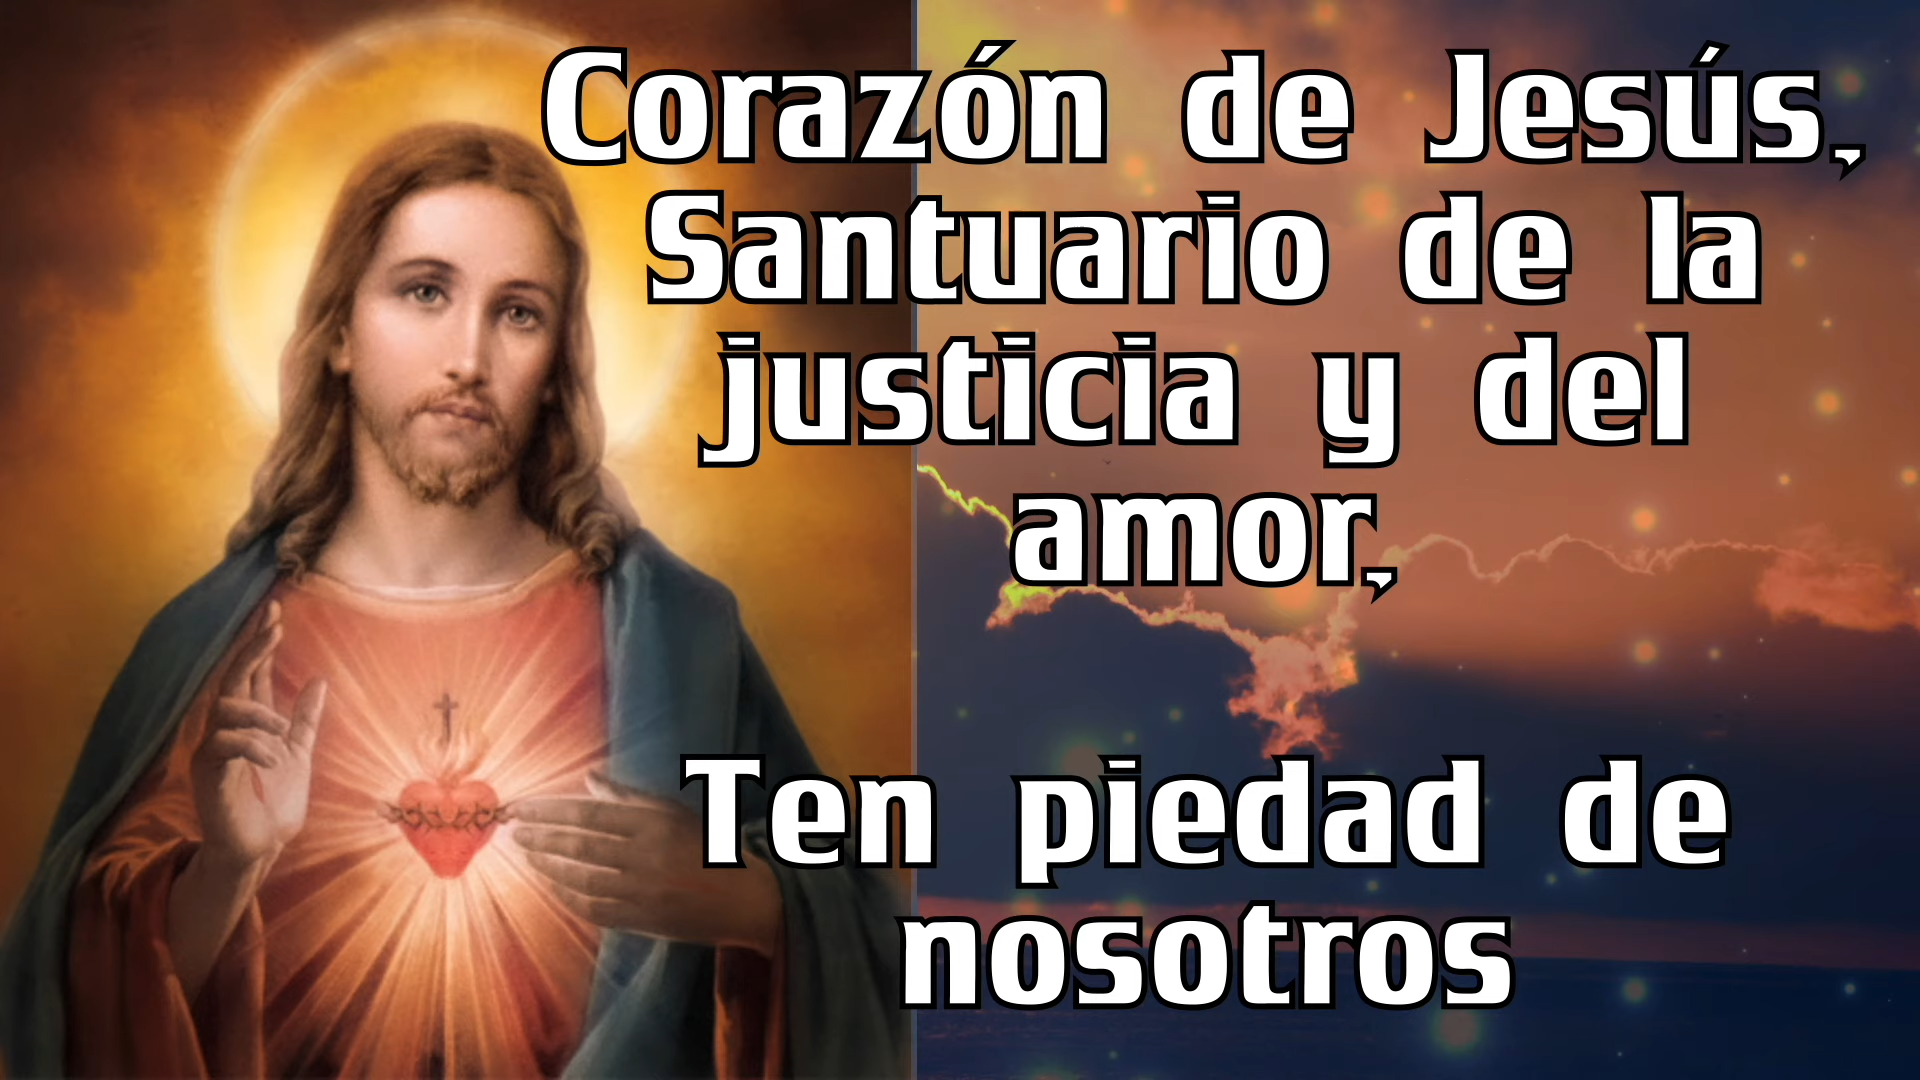 Corazón de Jesús,
Santuario de la
justicia y del
amor,
Ten piedad de
nosotros